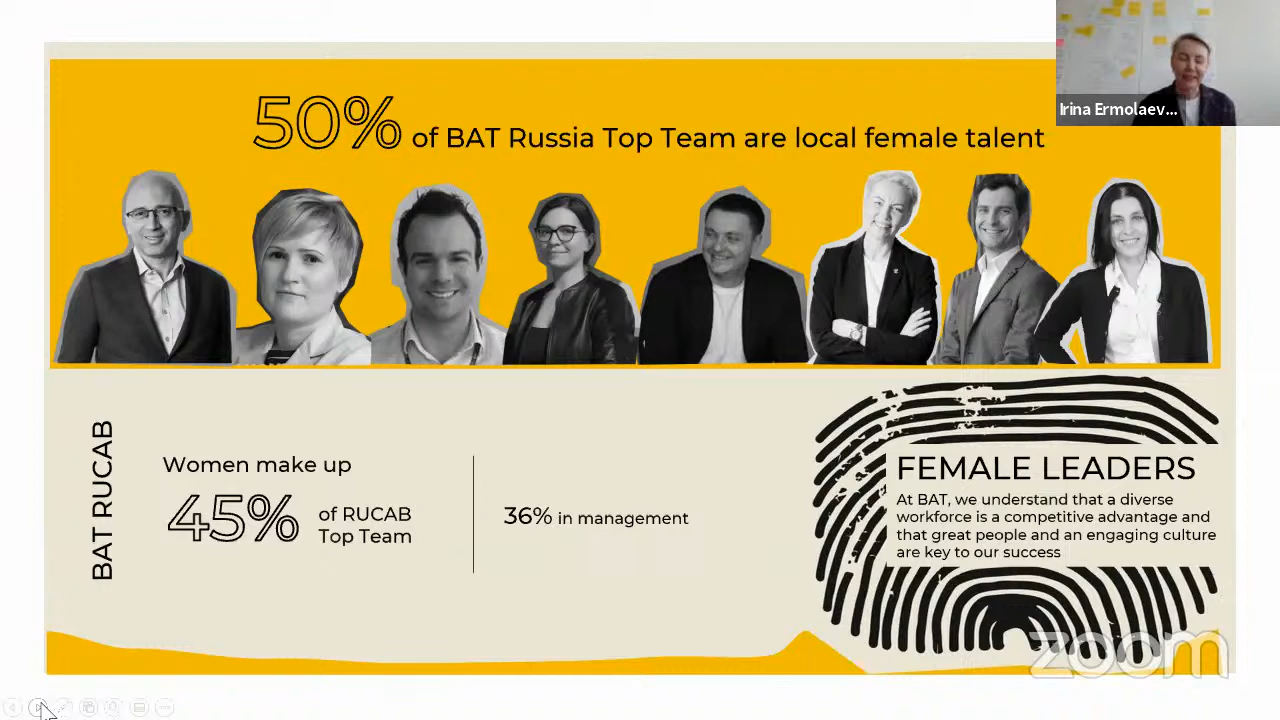 Irina Ermolaev...
50% of BAT Russia Top Team are local female talent
BAT RUCAB
Women make up
45% of RUCAB
Top Team
36% in management
FEMALE LEADERS
At BAT, we understand that a diverse
workforce is a competitive advantage and
that great people and an engaging culture
are key to our success
zoom